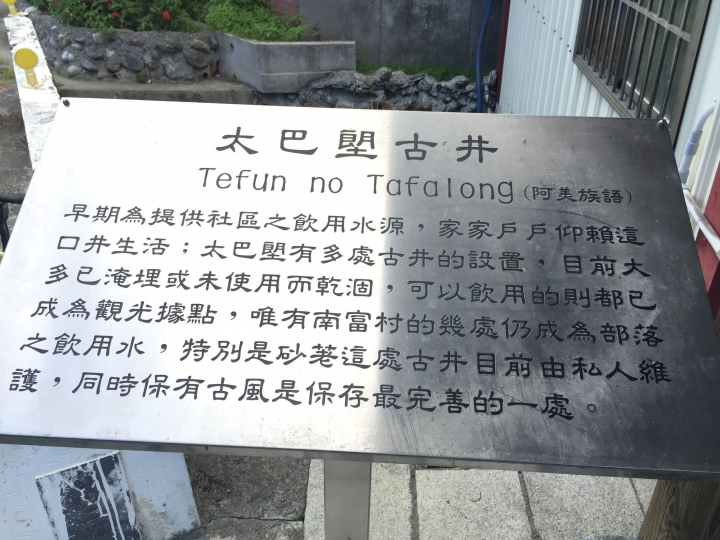 太巴塱古井
Tefun no Tafalong (阿美族語)
早期為提供社區之飲用水源，家家戶戶仰賴這
口井生活；太巴塱有多處古井的設置，目前大
多已淹埋或未使用而乾涸，可以飲用的則都已
成為觀光據點，唯有南富村的幾處仍成為部落
之飲用水，特別是砂荖這處古井目前由私人維
護，同時保有古風是保存最完善的一處。